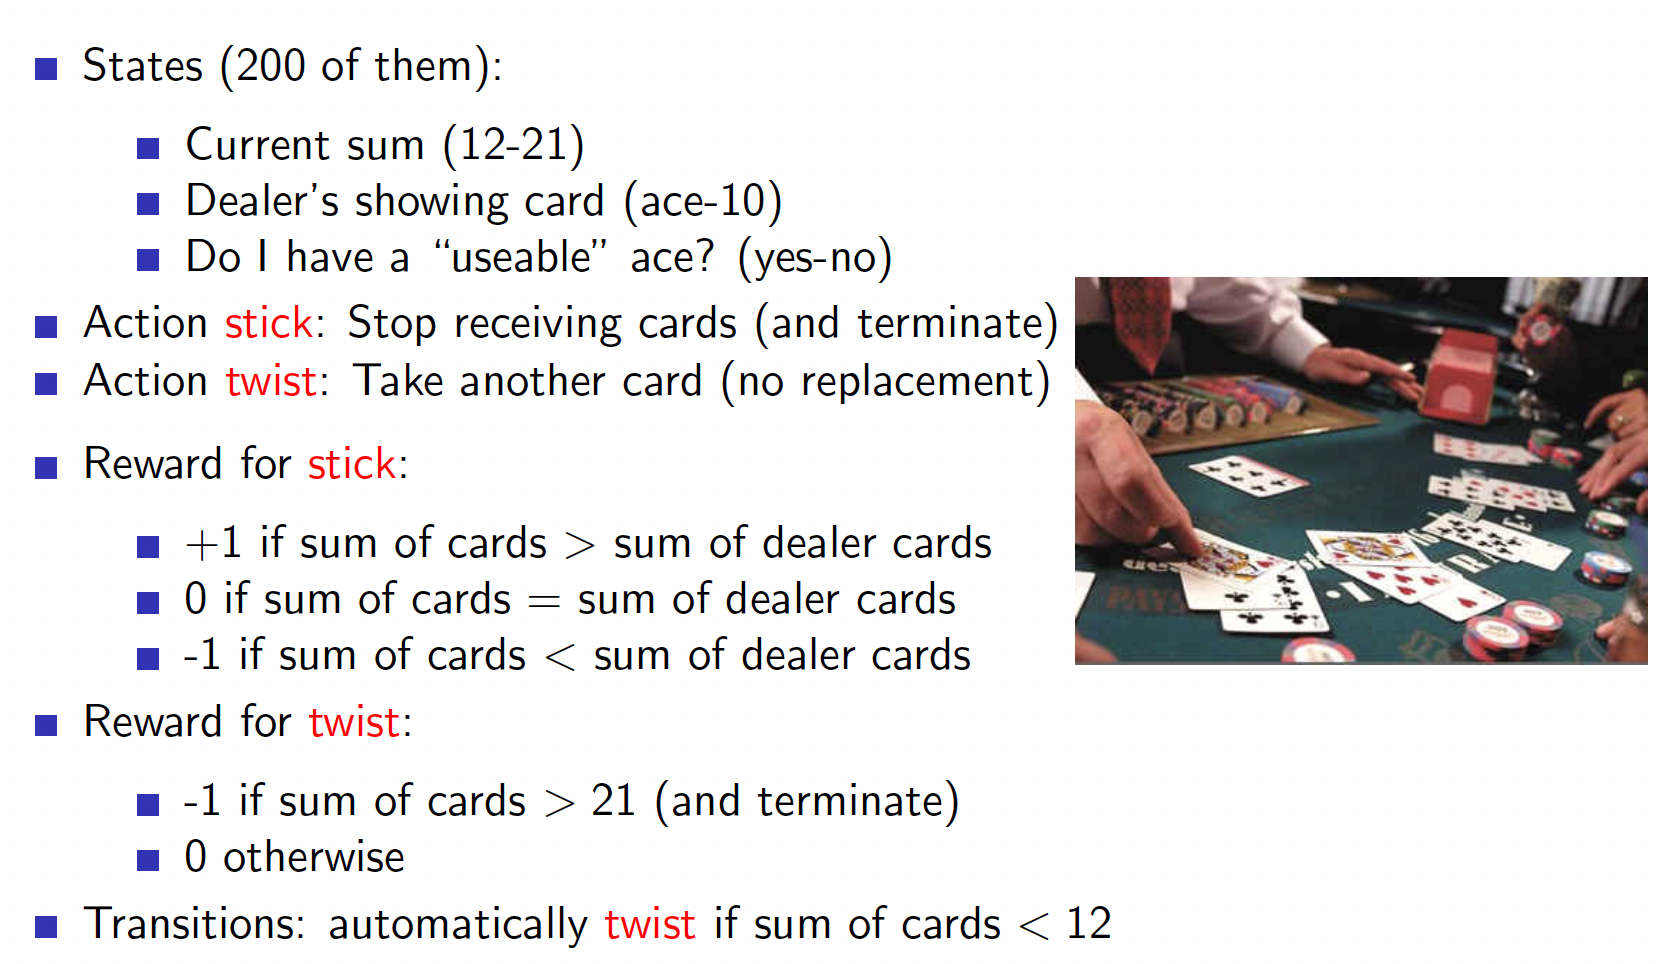 States (200 of them):
Current sum (12-21)
Dealer's showing card (ace-10)
Do I have a “useable” ace? (yes-no)
Action stick: Stop receiving cards (and terminate)
Action twist: Take another card (no replacement)
Reward for stick:
+1 if sum of cards > sum of dealer cards
0 if sum of cards = sum of dealer cards
-1 if sum of cards < sum of dealer cards
Reward for twist:
-1 if sum of cards > 21 (and terminate)
0 otherwise
Transitions: automatically twist if sum of cards < 12
PAYS